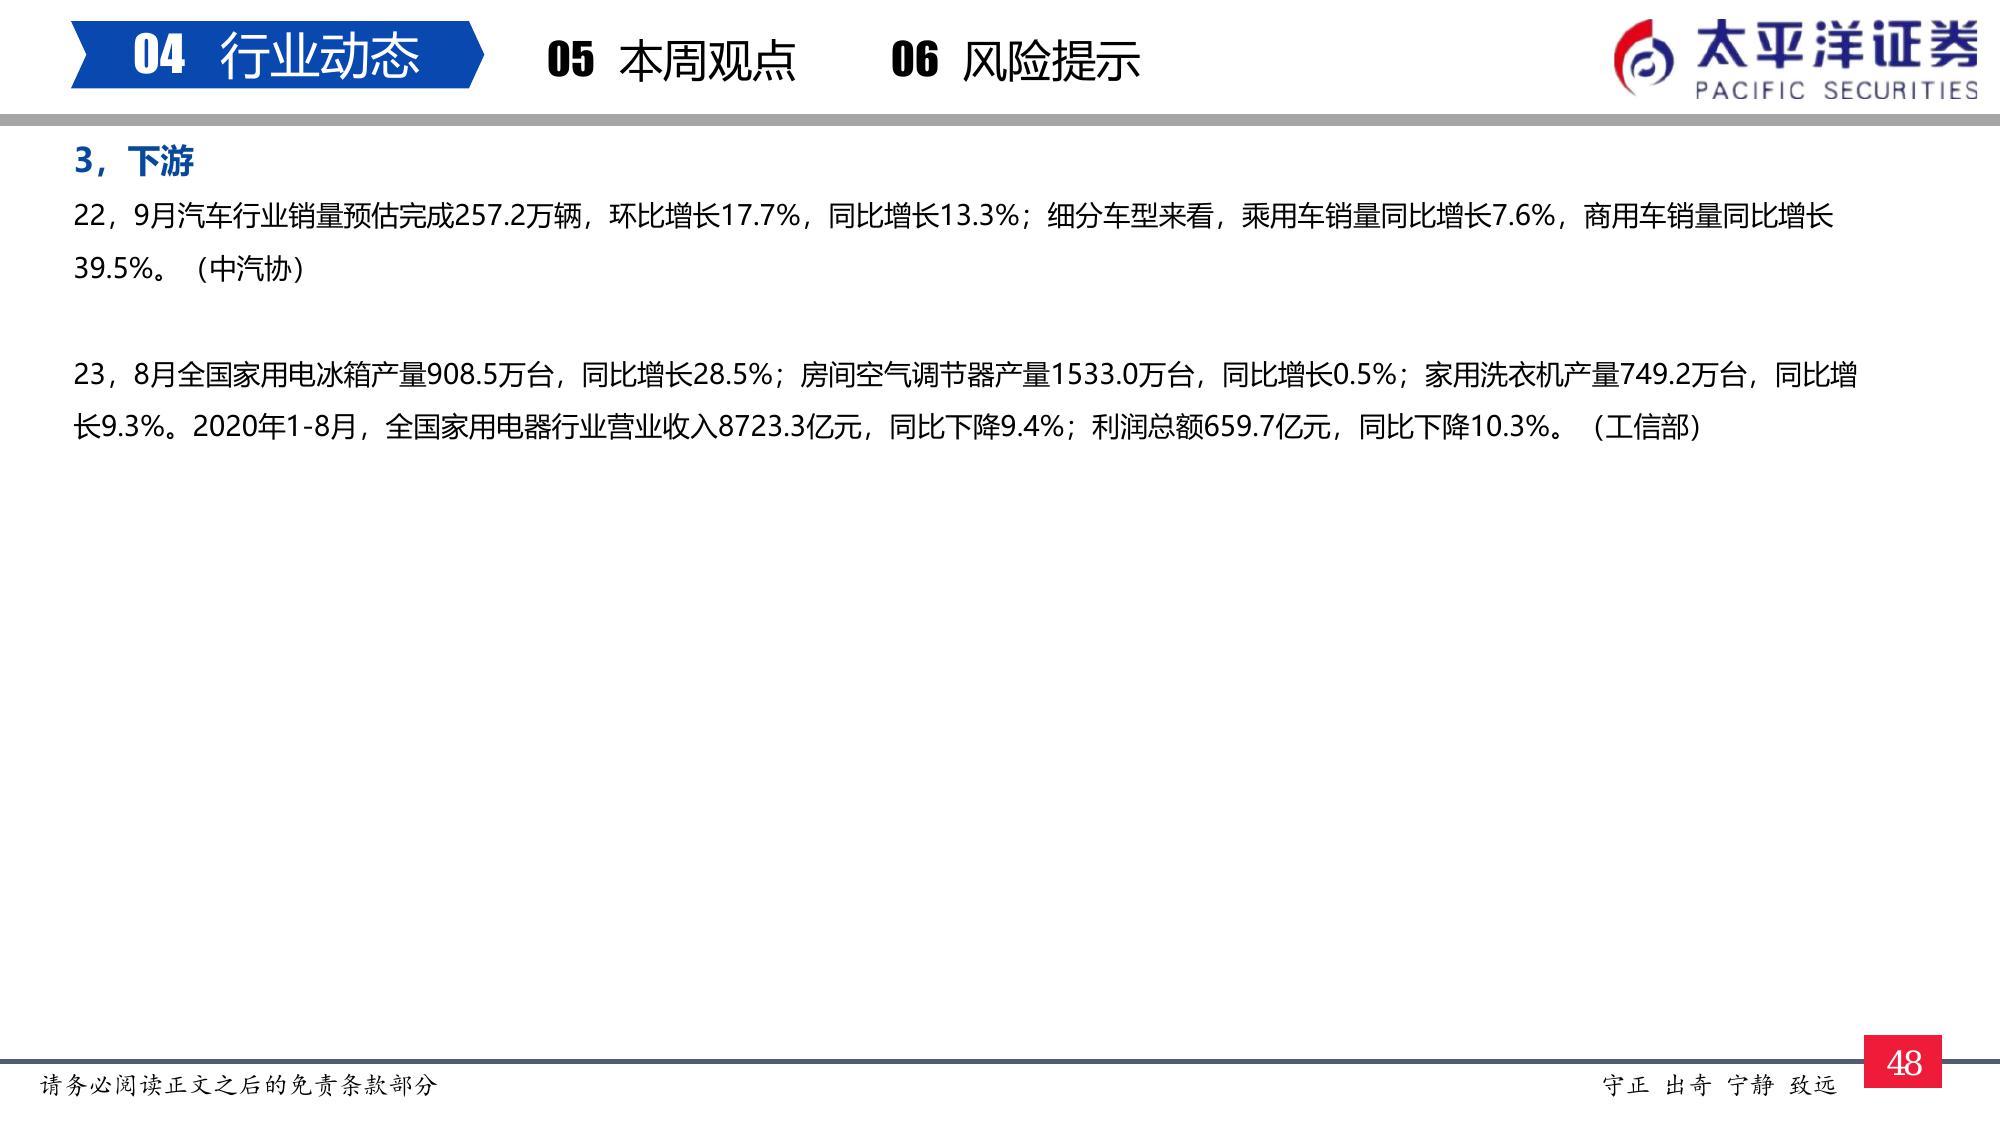 04 行业动态 05 本周观点 06 风险提示
太平洋证券
PACIFIC SECURITIES
3，下游
22，9月汽车行业销量预估完成257.2万辆，环比增长17.7%，同比增长13.3%；细分车型来看，乘用车销量同比增长7.6%，商用车销量同比增长
39.5%。（中汽协）
23，8月全国家用电冰箱产量908.5万台，同比增长28.5%；房间空气调节器产量1533.0万台，同比增长0.5%；家用洗衣机产量749.2万台，同比增
长9.3%。2020年1-8月，全国家用电器行业营业收入8723.3亿元，同比下降9.4%；利润总额659.7亿元，同比下降10.3%。（工信部）
请务必阅读正文之后的免责条款部分
守正 出奇 宁静 致远
48